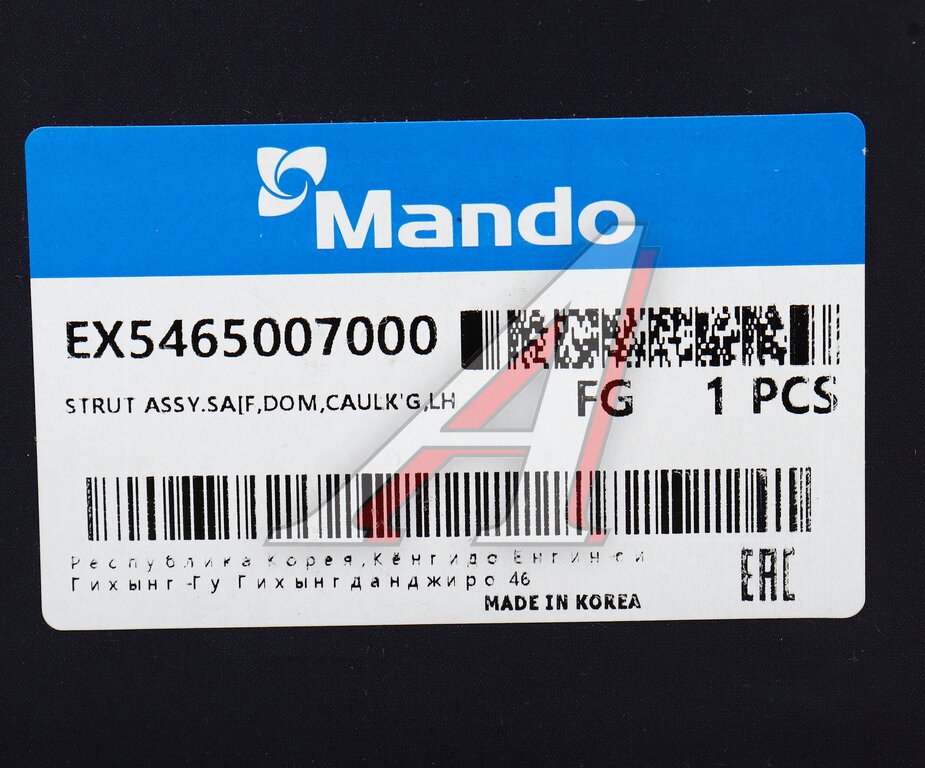 Mando
EX5465007000
STRUT ASSY.SA[F,DOM,CAULK'G,LH
FG 1 PCS
Республика Корея,Кёнгидо Енгин-си
Гихынг-Гу Гихынгданджиро 46
MADE IN KOREA
EAC